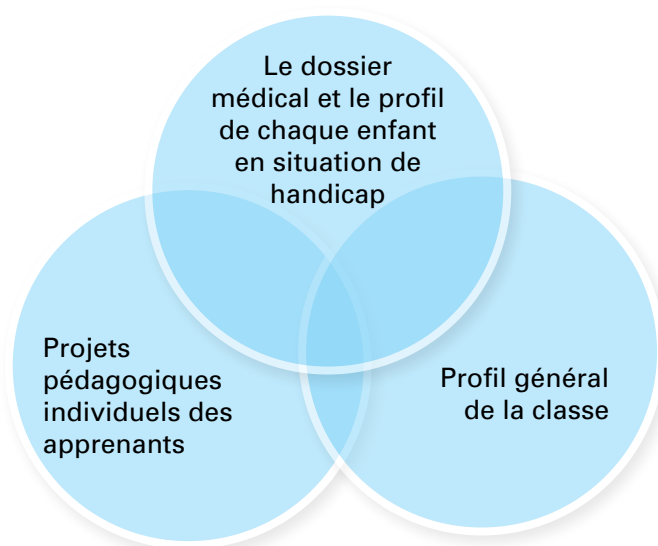 Le dossier
médical et le profil
de chaque enfant
en situation de
handicap
Projets
pédagogiques
individuels des
apprenants
Profil général
de la classe